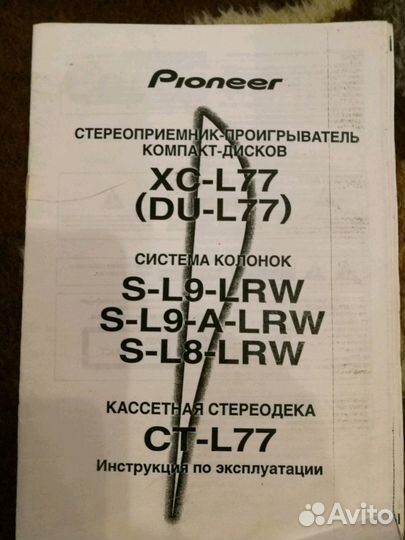 Pioneer
СТЕРЕОПРИЕМНИК-ПРОИГРЫВАТЕЛЬ
КОМПАКТ-ДИСКОВ
XC-L77
(DU-L77)
СИСТЕМА КОЛОНОК
S-L9-LRW
S-L9-A-LRW
S-L8-LRW
КАССЕТНАЯ СТЕРЕОДЕКА
CT-L77
Инструкция по эксплуатации
Avito